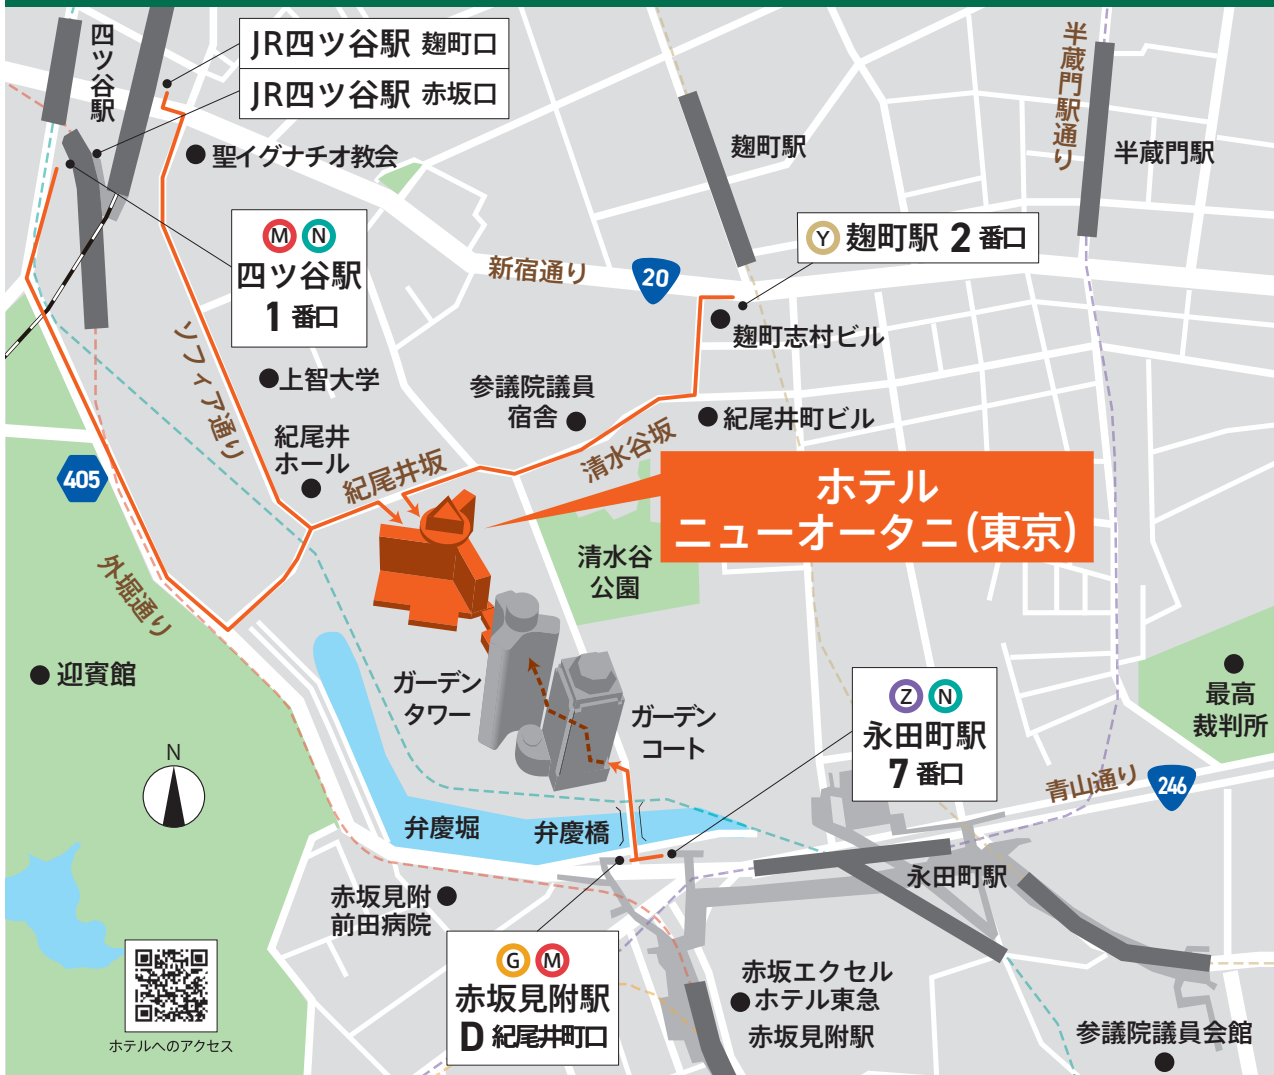 四ツ谷駅
JR四ツ谷駅 麹町口
JR四ツ谷駅 赤坂口
聖イグナチオ教会
麹町駅
半蔵門駅通り
半蔵門駅
M N
四ツ谷駅
1 番口
新宿通り
20
Y 麹町駅 2 番口
麹町志村ビル
ソフィア通り
上智大学
参議院議員
宿舎
紀尾井町ビル
紀尾井
ホール
紀尾井坂
清水谷坂
405
ホテル
ニューオータニ(東京)
外堀通り
清水谷
公園
迎賓館
ガーデン
タワー
ガーデン
コート
Z N
永田町駅
7 番口
最高
裁判所
N
青山通り
246
弁慶堀
弁慶橋
永田町駅
赤坂見附
前田病院
G M
赤坂見附駅
D 紀尾井町口
赤坂エクセル
ホテル東急
赤坂見附駅
参議院議員会館
ホテルへのアクセス